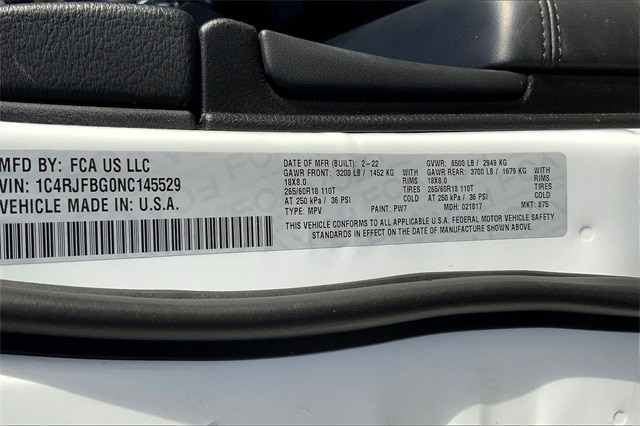 MFD BY: FCA US LLC
VIN: 1C4RJFBG0NC145529
VEHICLE MADE IN: U.S.A.
DATE OF MFR (BUILT): 2-22 GVWR: 6500 LB / 2949 KG
GAWR FRONT: 3200 LB / 1452 KG WITH GAWR REAR: 3700 LB / 1679 KG WITH
18X8.0 RIMS 18X8.0 RIMS
265/60R18 110T TIRES 265/60R18 110T TIRES
AT 250 kPa / 36 PSI COLD AT 250 kPa / 36 PSI COLD
TYPE: MPV PAINT: PW7 MDH: 021817 MKT: 875
THIS VEHICLE CONFORMS TO ALL APPLICABLE U.S.A. FEDERAL MOTOR VEHICLE SAFETY
STANDARDS IN EFFECT ON THE DATE OF MANUFACTURE SHOWN ABOVE.